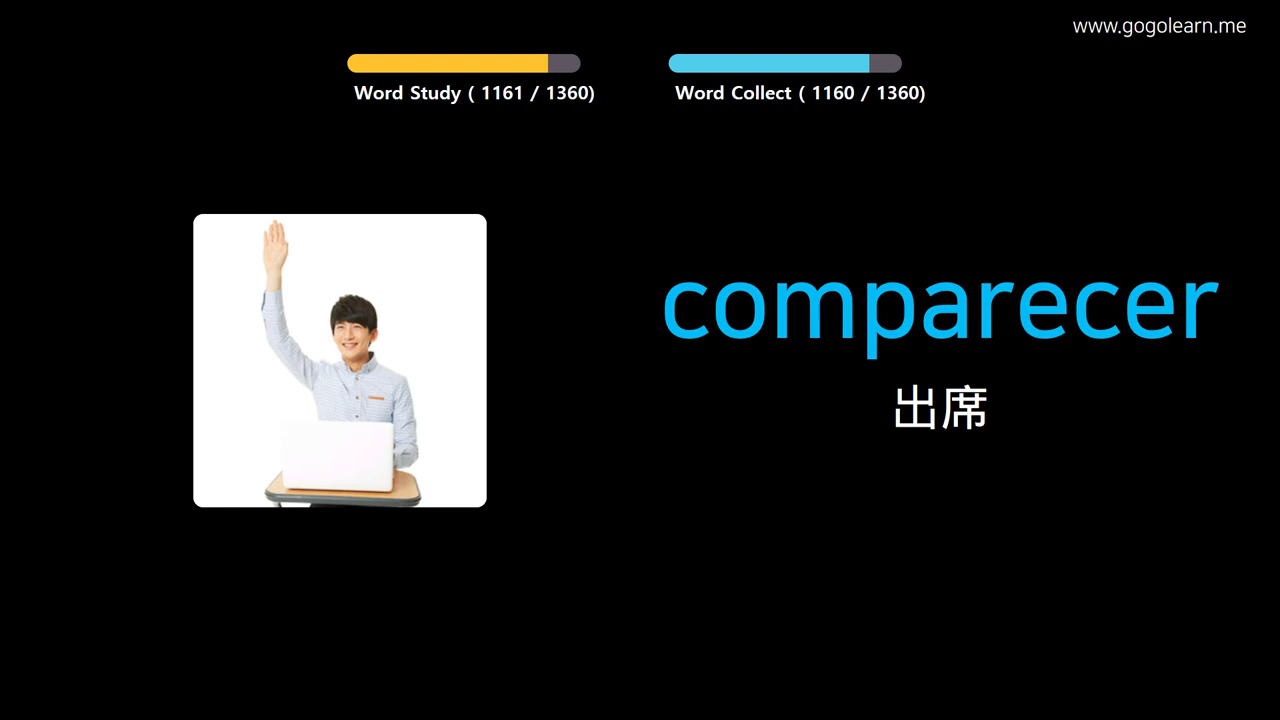 www.gogolearn.me
Word Study ( 1161 / 1360)
Word Collect ( 1160 / 1360)
comparecer
出席